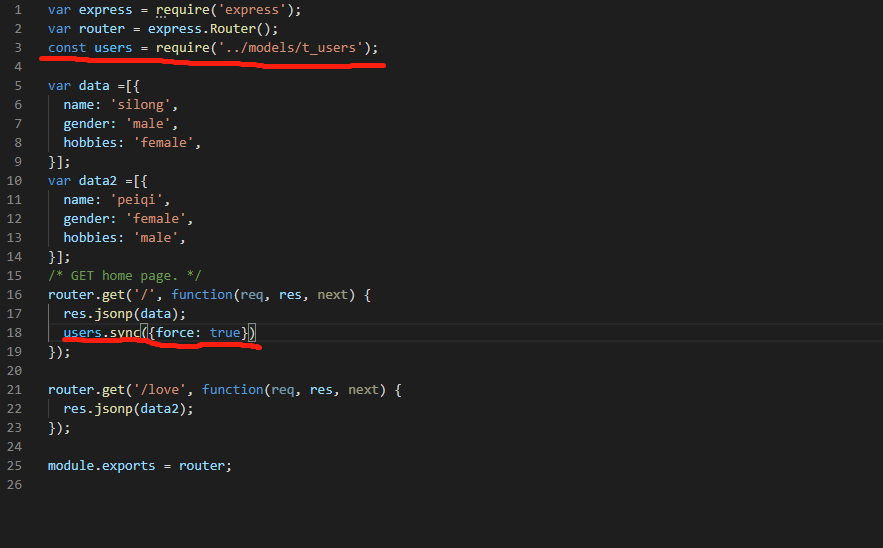 1 var express = require('express');
2 var router = express.Router();
3 const users = require('../models/t_users');
4
5 var data =[{
6 name: 'silong',
7 gender: 'male',
8 hobbies: 'female',
9 }];
10 var data2 =[{
11 name: 'peiqi',
12 gender: 'female',
13 hobbies: 'male',
14 }];
15 /* GET home page. */
16 router.get('/', function(req, res, next) {
17 res.jsonp(data);
18 users.sync({force: true})
19 });
20
21 router.get('/love', function(req, res, next) {
22 res.jsonp(data2);
23 });
24
25 module.exports = router;
26